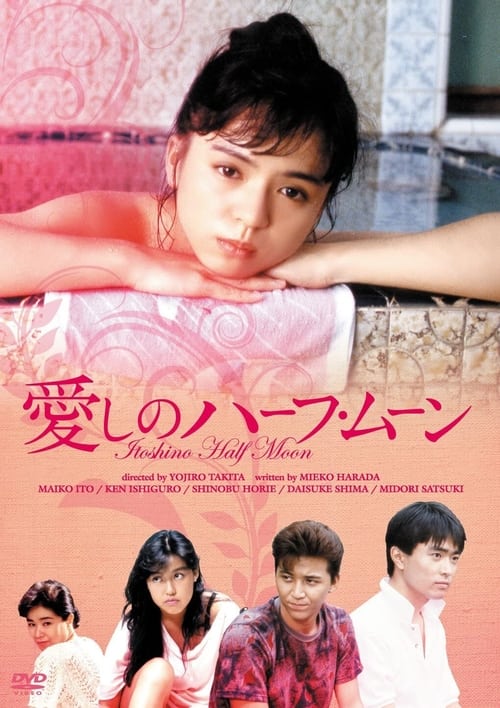 愛しのハーフ・ムーン
Itoshino Half Moon
directed by YOJIRO TAKITA written by MIEKO HARADA
MAIKO ITO / KEN ISHIGURO / SHINOBU HORIE / DAISUKE SHIMA / MIDORI SATSUKI
DVD
VIDEO